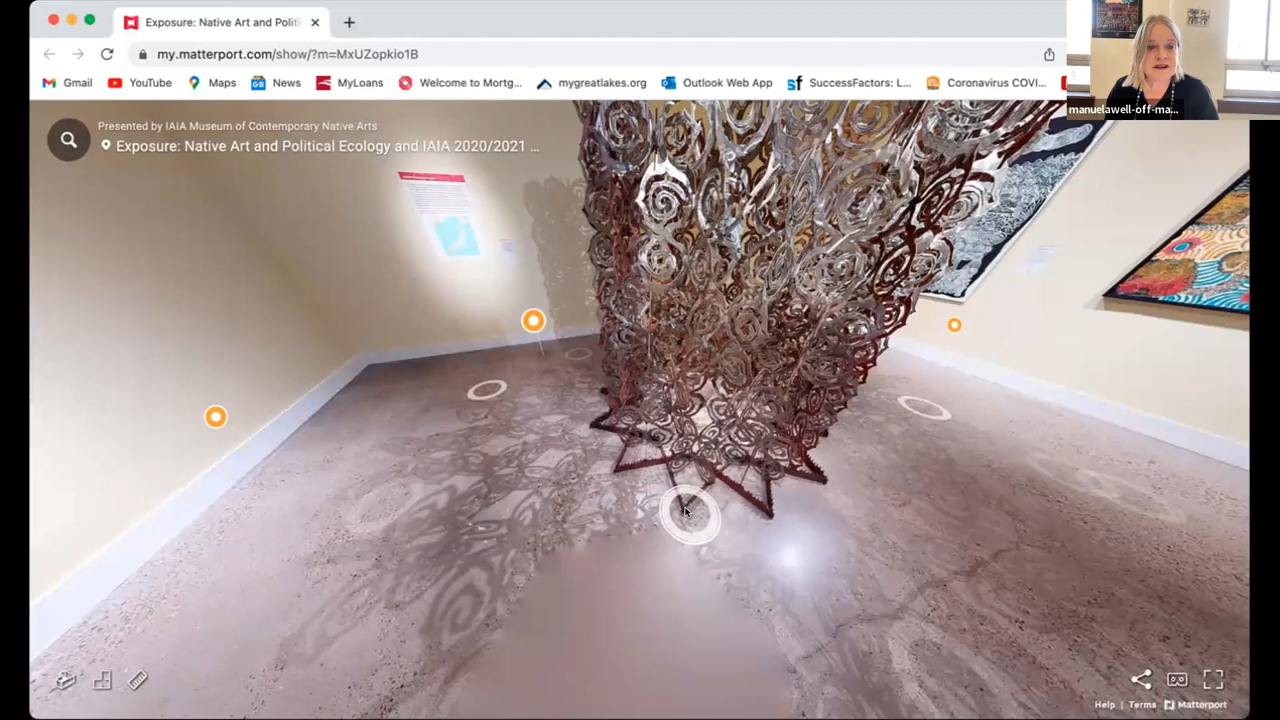 Exposure: Native Art and Politi
my.matterport.com/show/?m=MxUZopkio1B
Gmail YouTube Maps News MyLoans Welcome to Mortg... mygreatlakes.org Outlook Web App SuccessFactors: L... Coronavirus COVI...
manuelawell-off-ma...
Presented by IAIA Museum of Contemporary Native Arts
Exposure: Native Art and Political Ecology and IAIA 2020/2021 ...
Help | Terms Matterport